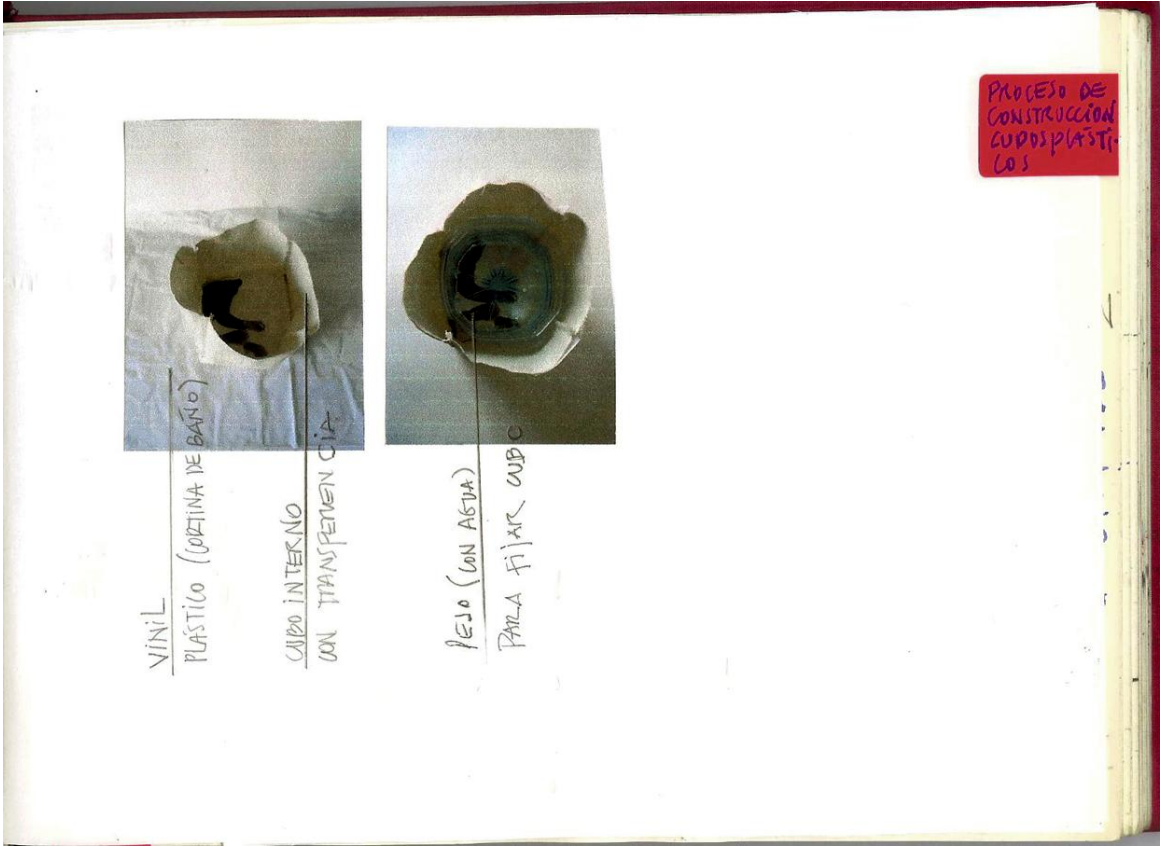 PROCESO DE
CONSTRUCCIÓN
CUBOS PLÁSTI-
COS
VINIL
PLÁSTICO (CORTINA DE BAÑO)
CUBO INTERNO
CON TRANSPERENCIA
PESO (CON AGUA)
PARA FIJAR CUBO